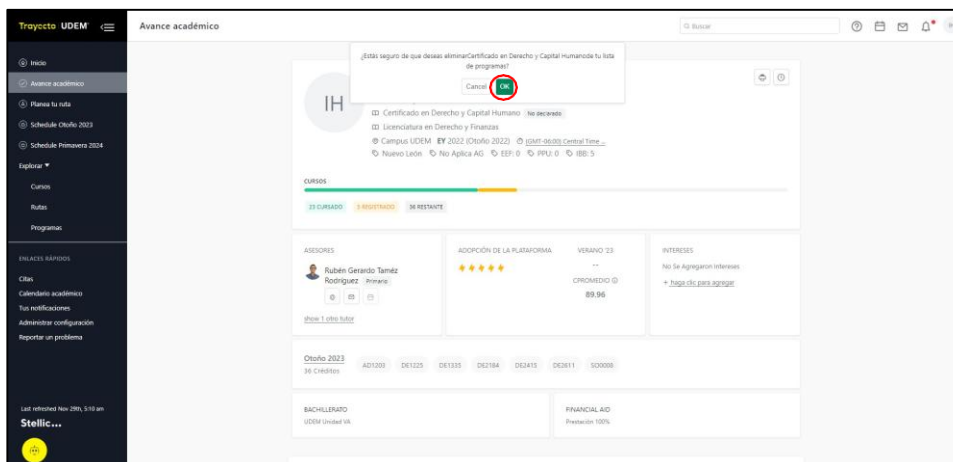 Trayecto UDEM
Avance académico
Buscar
Inicio
Avance académico
Planea tu ruta
Schedule Otoño 2023
Schedule Primavera 2024
Explorar
Cursos
Rutas
Programas
ENLACES RÁPIDOS
Citas
Calendario académico
Tus notificaciones
Administrar configuración
Reportar un problema
Last refreshed Nov 29th, 5:10 am
Stellic...
¿Estás seguro de que deseas eliminarCertificado en Derecho y Capital Humanode tu lista
de programas?
Cancel OK
IH
Certificado en Derecho y Capital Humano No declarado
Licenciatura en Derecho y Finanzas
Campus UDEM EY 2022 (Otoño 2022) (GMT-06:00) Central Time ...
Nuevo León No Aplica AG EEF: 0 PPU: 0 IBB: 5
CURSOS
23 CURSADO 5 REGISTRADO 36 RESTANTE
ASESORES
Rubén Gerardo Taméz
Rodriguez Primario
show 1 otro tutor
ADOPCIÓN DE LA PLATAFORMA
VERANO '23
--
CPROMEDIO
89.96
INTERESES
No Se Agregaron Intereses
+ haga clic para agregar
Otoño 2023
36 Créditos
AD1200 DE1225 DE1335 DE2184 DE2415 DE2611 SO0000
BACHILLERATO
UDEM Unidad VA
FINANCIAL AID
Prestación 100%